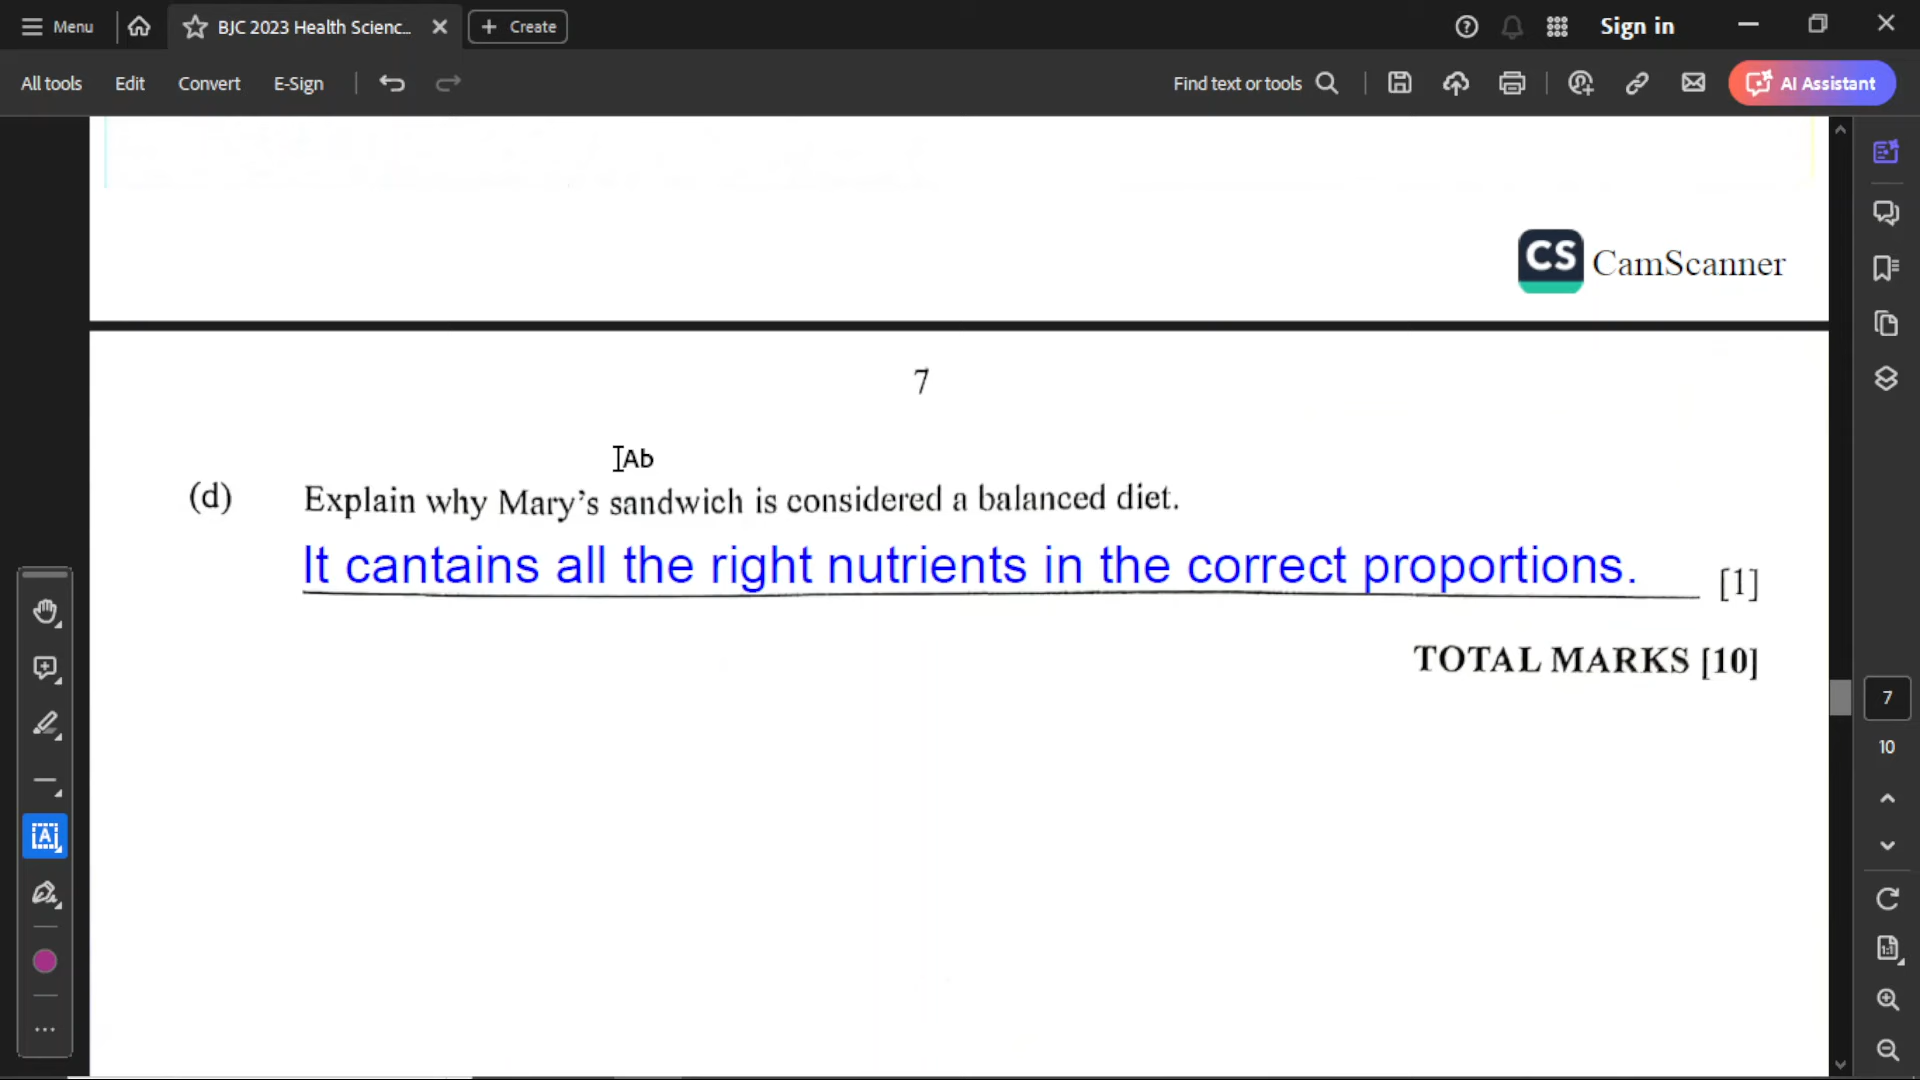 Menu
BJC 2023 Health Scienc...
Create
Sign in
All tools
Edit
Convert
E-Sign
Find text or tools
AI Assistant
CS CamScanner
7
Ab
(d) Explain why Mary's sandwich is considered a balanced diet.
It cantains all the right nutrients in the correct proportions. [1]
TOTAL MARKS [10]
7
10